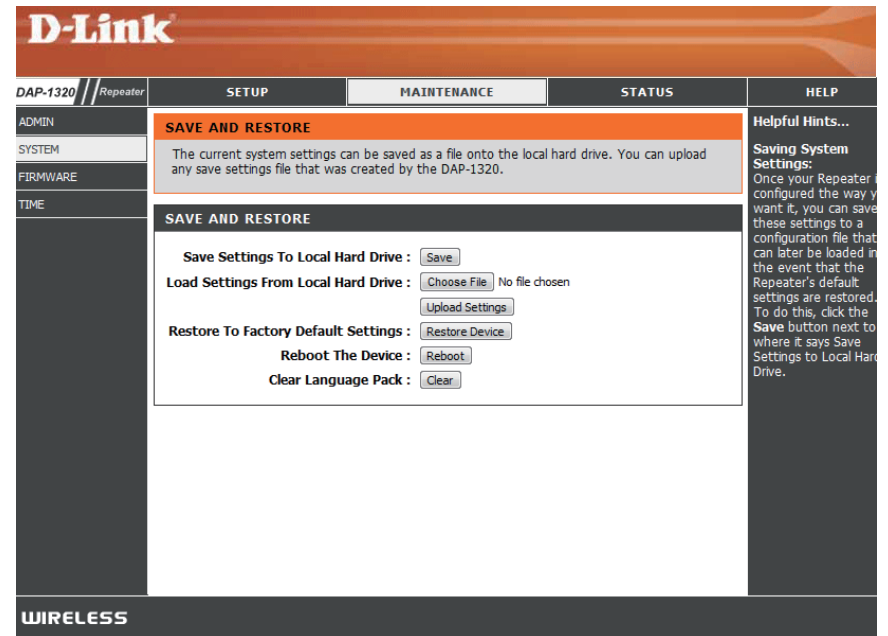 D-Link
DAP-1320 // Repeater
SETUP
MAINTENANCE
STATUS
HELP
ADMIN
SYSTEM
FIRMWARE
TIME
SAVE AND RESTORE
The current system settings can be saved as a file onto the local hard drive. You can upload
any save settings file that was created by the DAP-1320.
SAVE AND RESTORE
Save Settings To Local Hard Drive : Save
Load Settings From Local Hard Drive : Choose File No file chosen
Upload Settings
Restore To Factory Default Settings : Restore Device
Reboot The Device : Reboot
Clear Language Pack : Clear
Helpful Hints...
Saving System
Settings:
Once your Repeater i
configured the way y
want it, you can save
these settings to a
configuration file that
can later be loaded in
the event that the
Repeater's default
settings are restored.
To do this, click the
Save button next to
where it says Save
Settings to Local Hard
Drive.
WIRELESS